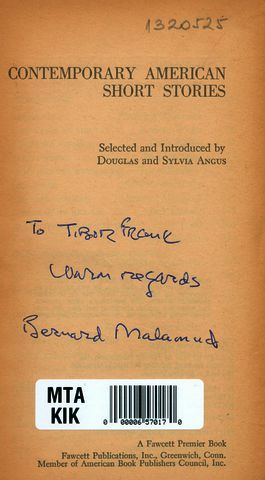 1320525
CONTEMPORARY AMERICAN
SHORT STORIES
Selected and Introduced by
DOUGLAS and SYLVIA ANGUS
To Tibor Frank
Warm regards
Bernard Malamud
MTA
KIK
0 00006 57017 0
A Fawcett Premier Book
Fawcett Publications, Inc., Greenwich, Conn.
Member of American Book Publishers Council, Inc.